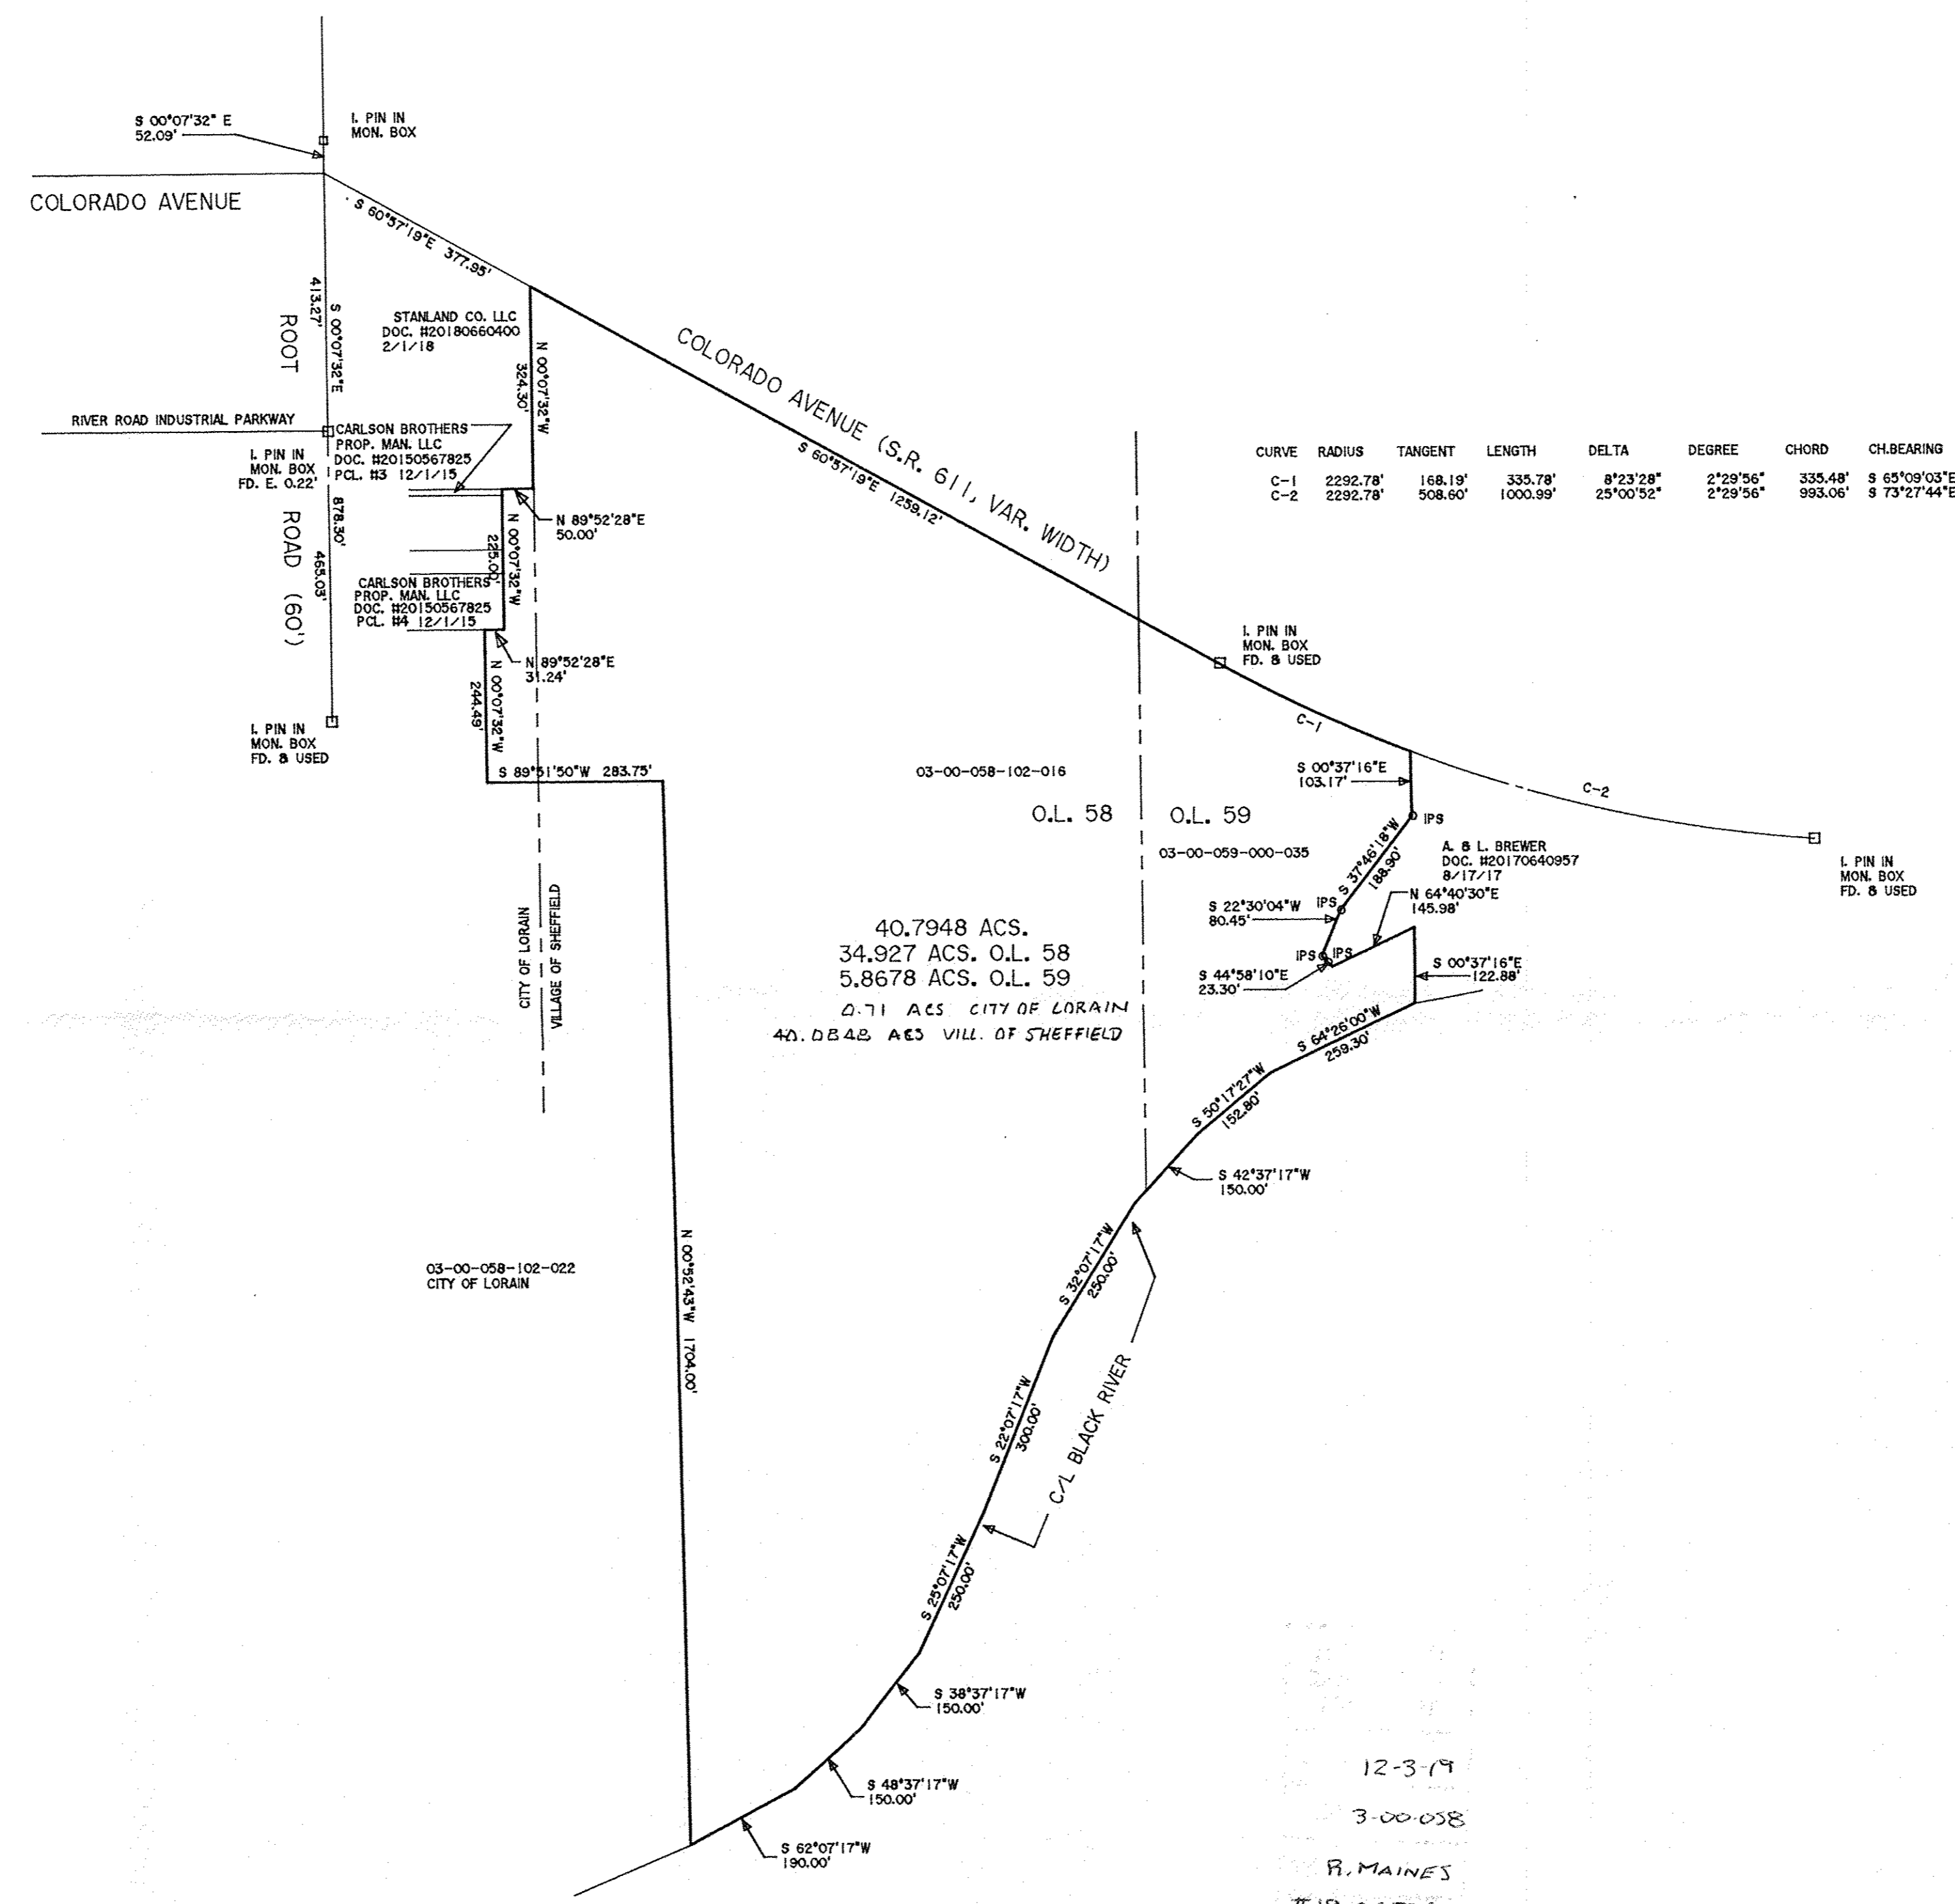 S 00°07'32" E
52.09'
I. PIN IN
MON. BOX
COLORADO AVENUE
S 60°57'19"E 377.95'
413.27'
S 00°07'32"E
ROOT
STANLAND CO. LLC
DOC. #20180660400
2/1/18
N 00°07'32"W
324.30'
COLORADO AVENUE (S.R. 611, VAR. WIDTH)
S 60°57'19"E 1259.12'
RIVER ROAD INDUSTRIAL PARKWAY
CARLSON BROTHERS
PROP. MAN. LLC
DOC. #20150567825
PCL. #3 12/1/15
I. PIN IN
MON. BOX
FD. E. 0.22'
878.30'
ROAD (60')
465.03'
N 89°52'28"E
50.00'
N 00°07'32"W
225.00'
CARLSON BROTHERS
PROP. MAN. LLC
DOC. #20150567825
PCL. #4 12/1/15
N 89°52'28"E
31.24'
N 00°07'32"W
244.49'
I. PIN IN
MON. BOX
FD. & USED
S 89°51'50"W 283.75'
CURVE RADIUS TANGENT LENGTH DELTA DEGREE CHORD CH.BEARING
C-1 2292.78' 168.19' 335.78' 8°23'28" 2°29'56" 335.48' S 65°09'03"E
C-2 2292.78' 508.60' 1000.99' 25°00'52" 2°29'56" 993.06' S 73°27'44"E
I. PIN IN
MON. BOX
FD. & USED
C-1
C-2
03-00-058-102-016
O.L. 58
O.L. 59
03-00-059-000-035
S 00°37'16"E
103.17'
IPS
S 37°46'18"W
188.90'
A. & L. BREWER
DOC. #20170640957
8/17/17
N 64°40'30"E
145.98'
I. PIN IN
MON. BOX
FD. & USED
S 22°30'04"W
80.45'
IPS
IPS
IPS
S 44°58'10"E
23.30'
S 00°37'16"E
122.88'
CITY OF LORAIN
VILLAGE OF SHEFFIELD
40.7948 ACS.
34.927 ACS. O.L. 58
5.8678 ACS. O.L. 59
0.71 ACS CITY OF LORAIN
40.0848 ACS VILL. OF SHEFFIELD
S 64°26'00"W
259.30'
S 50°17'27"W
152.80'
S 42°37'17"W
150.00'
S 32°07'17"W
250.00'
C/L BLACK RIVER
N 00°52'43"W 1704.00'
03-00-058-102-022
CITY OF LORAIN
S 22°07'17"W
300.00'
S 25°07'17"W
250.00'
S 38°37'17"W
150.00'
S 48°37'17"W
150.00'
S 62°07'17"W
190.00'
12-3-19
3-00-058
R. MAINES